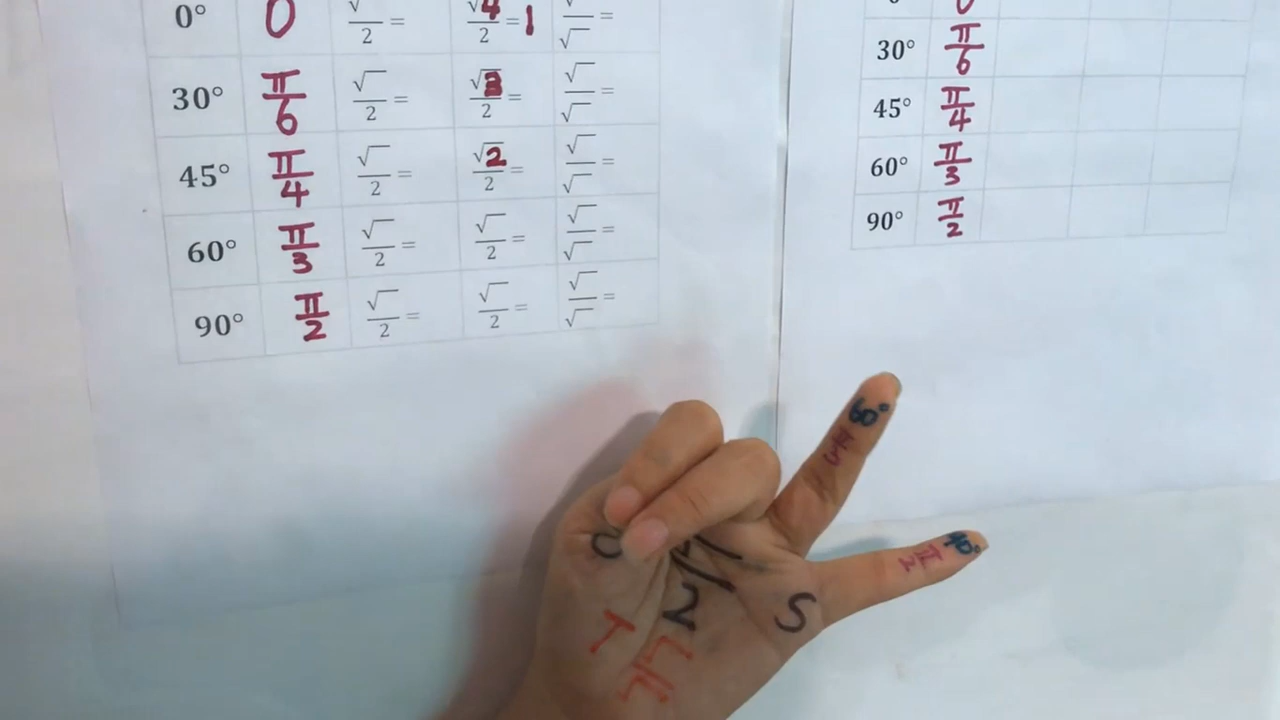 0° 0 √/2 = √4/2 = 1 √/√ =
30° π/6 √/2 = √3/2 = √/√ =
45° π/4 √/2 = √2/2 = √/√ =
60° π/3 √/2 = √/2 = √/√ =
90° π/2 √/2 = √/2 = √/√ =
30° π/6
45° π/4
60° π/3
90° π/2
60°
π/3
90°
π/2
C
√/2
S
T
√/√